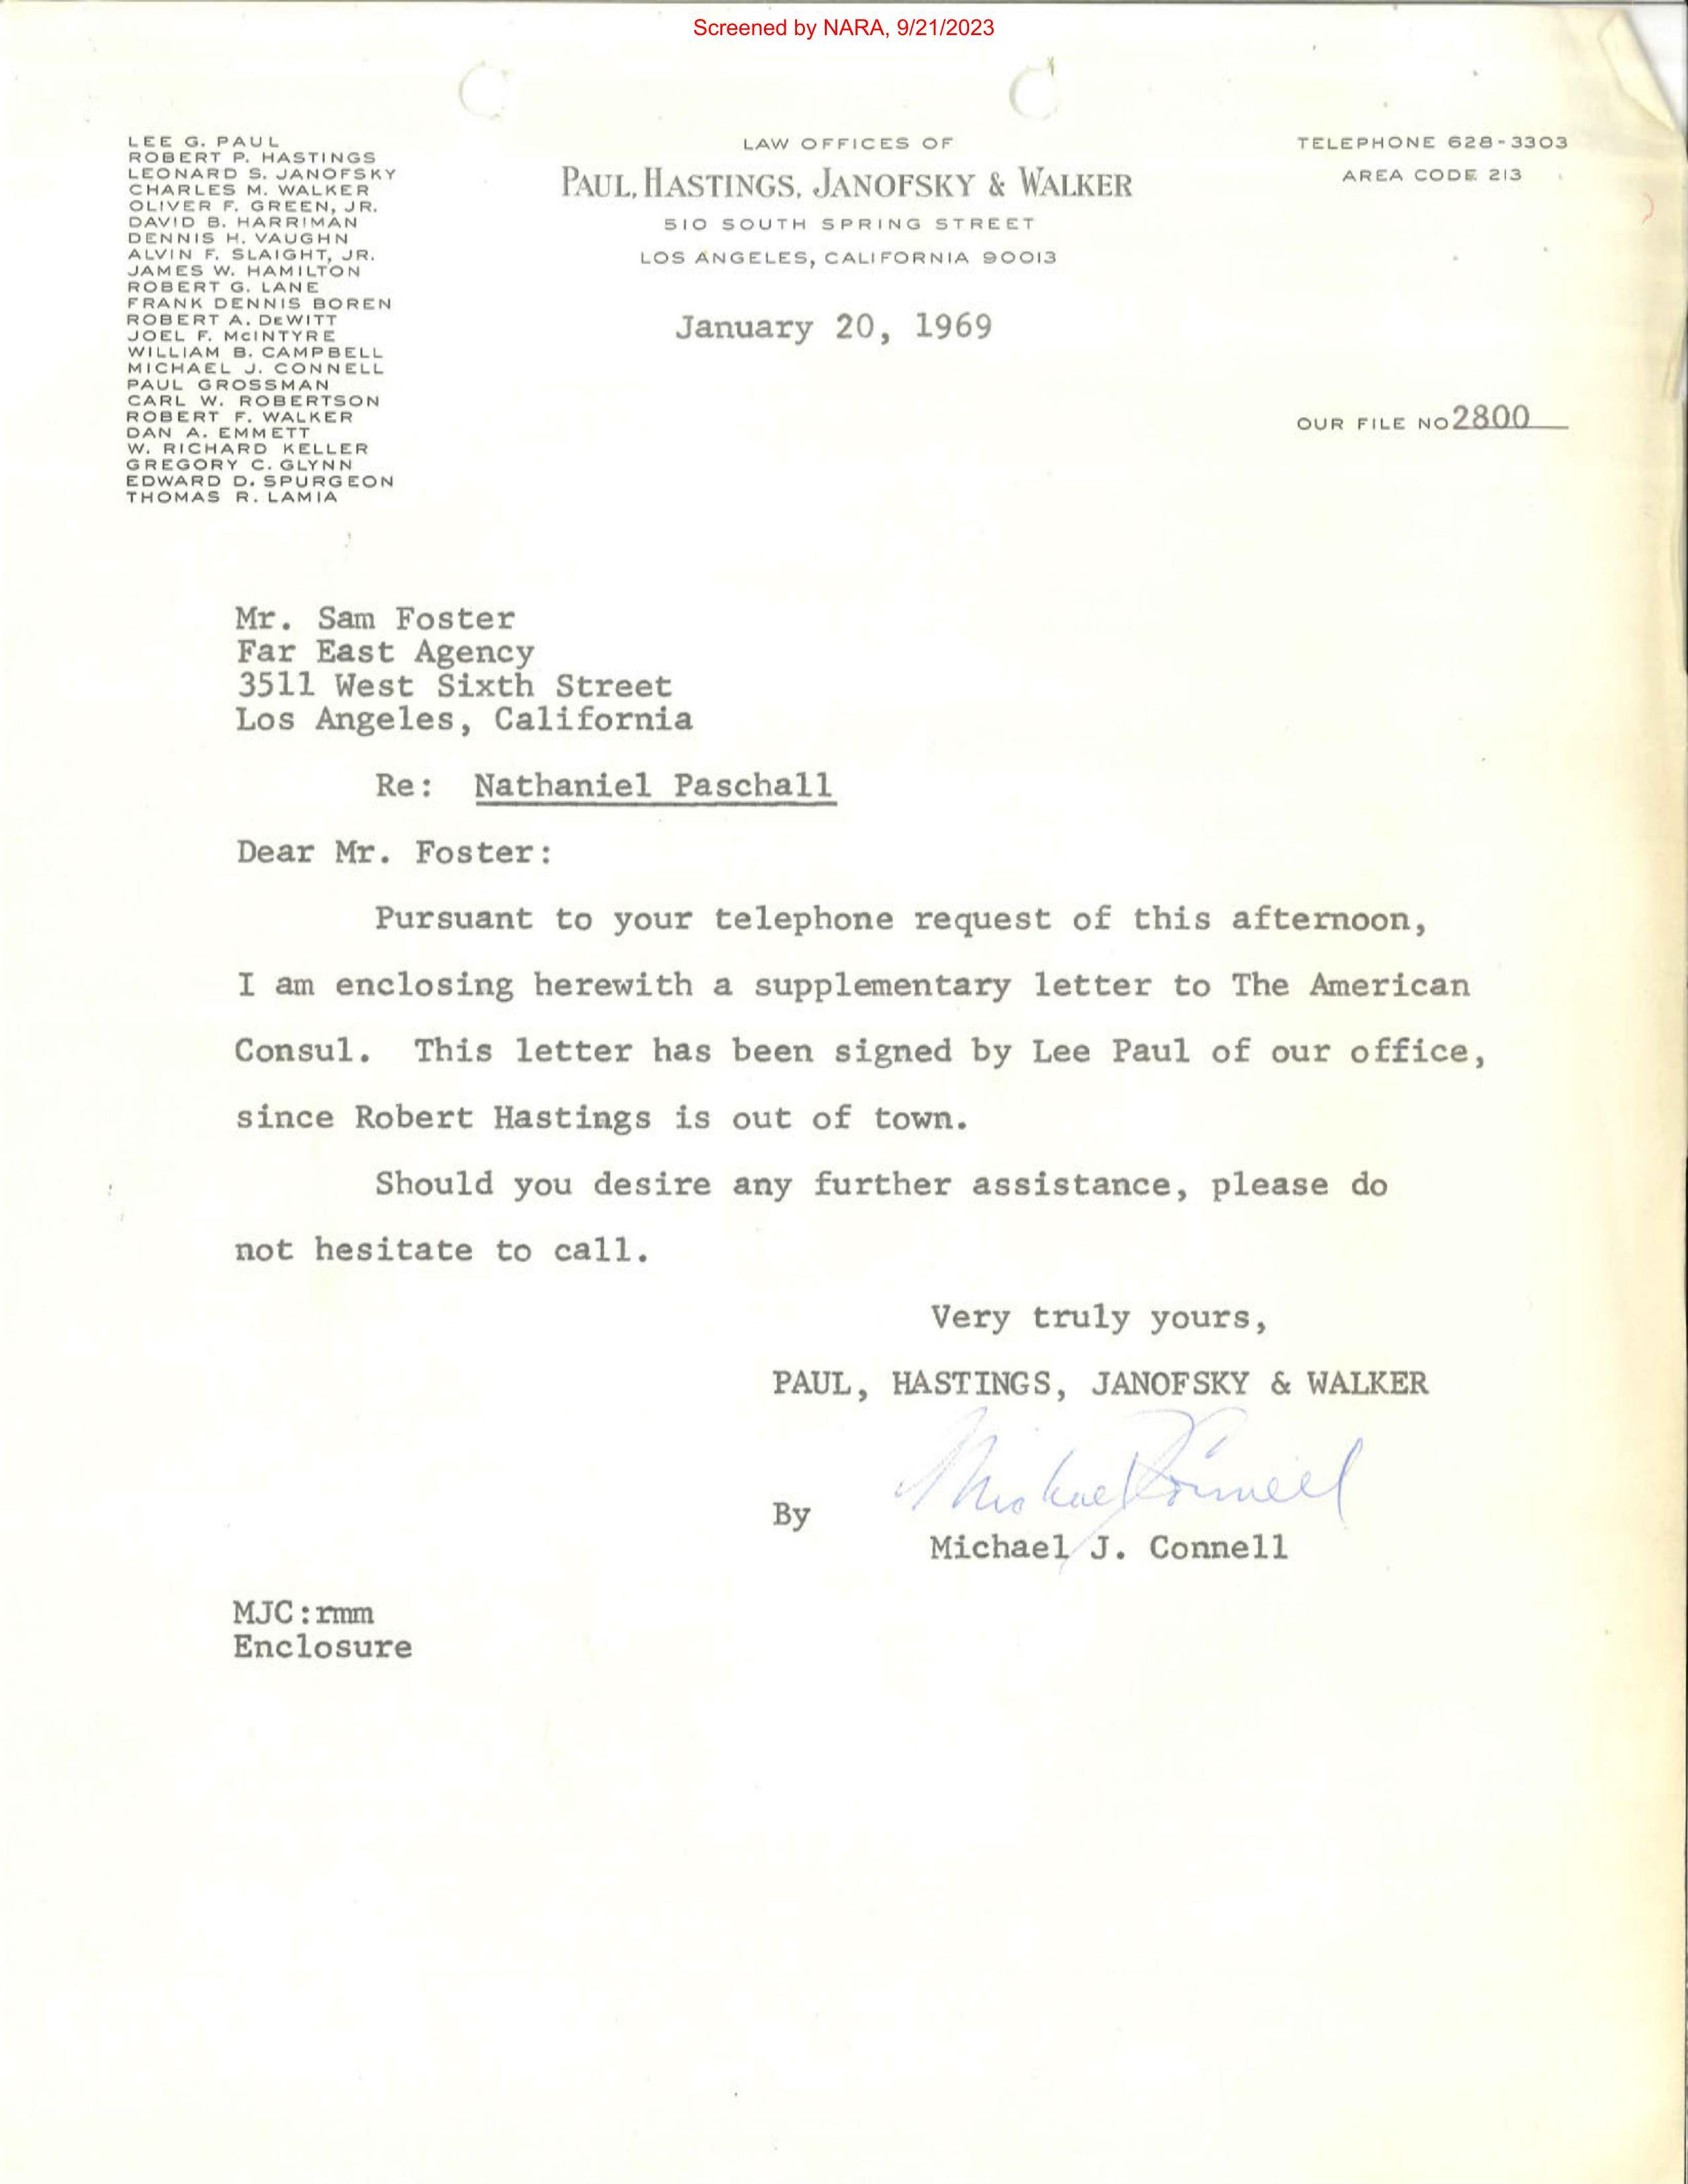 Screened by NARA, 9/21/2023
LEE G. PAUL
ROBERT P. HASTINGS
LEONARD S. JANOFSKY
CHARLES M. WALKER
OLIVER F. GREEN, JR.
DAVID B. HARRIMAN
DENNIS H. VAUGHN
ALVIN F. SLAIGHT, JR.
JAMES W. HAMILTON
ROBERT G. LANE
FRANK DENNIS BOREN
ROBERT A. DeWITT
JOEL F. McINTYRE
WILLIAM B. CAMPBELL
MICHAEL J. CONNELL
PAUL GROSSMAN
CARL W. ROBERTSON
ROBERT F. WALKER
DAN A. EMMETT
W. RICHARD KELLER
GREGORY C. GLYNN
EDWARD D. SPURGEON
THOMAS R. LAMIA
LAW OFFICES OF
PAUL, HASTINGS, JANOFSKY & WALKER
510 SOUTH SPRING STREET
LOS ANGELES, CALIFORNIA 90013
TELEPHONE 628-3303
AREA CODE 213
January 20, 1969
OUR FILE NO 2800
Mr. Sam Foster
Far East Agency
3511 West Sixth Street
Los Angeles, California
Re: Nathaniel Paschall
Dear Mr. Foster:
Pursuant to your telephone request of this afternoon,
I am enclosing herewith a supplementary letter to The American
Consul. This letter has been signed by Lee Paul of our office,
since Robert Hastings is out of town.
Should you desire any further assistance, please do
not hesitate to call.
Very truly yours,
PAUL, HASTINGS, JANOFSKY & WALKER
Michael J Connell
By
Michael J. Connell
MJC:rmm
Enclosure